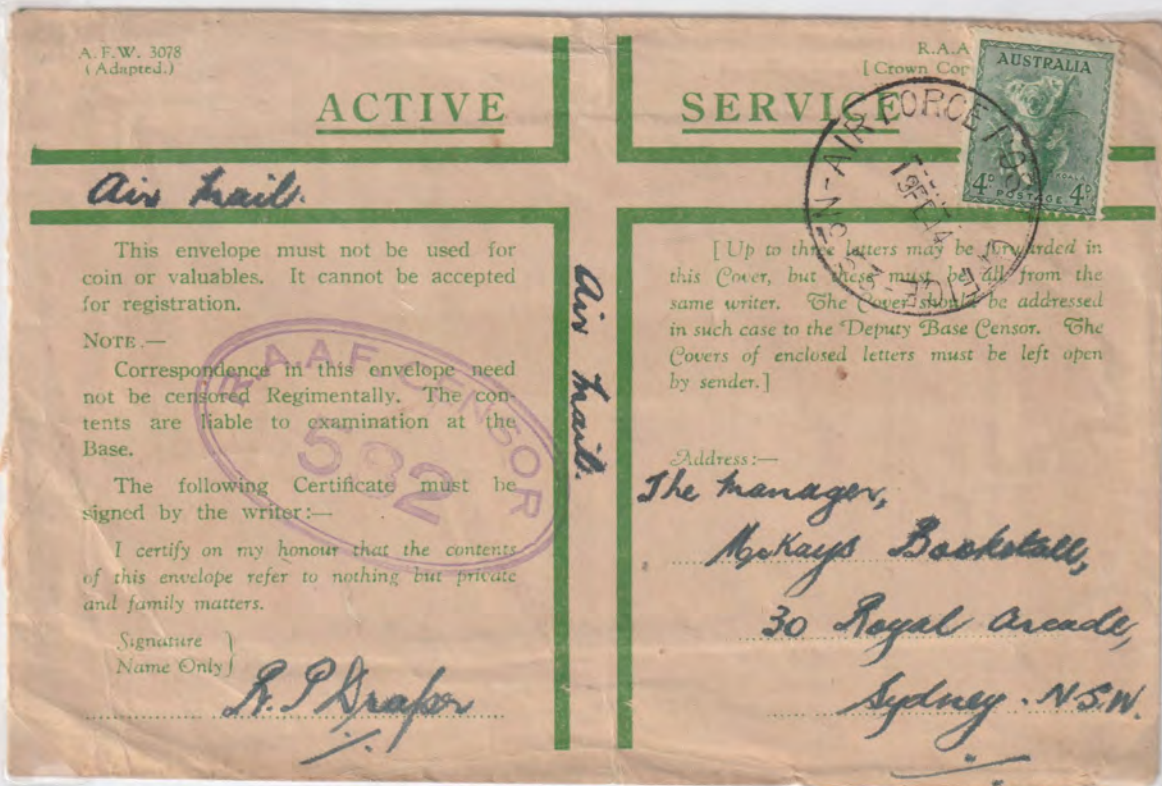 A.F.W. 3078
(Adapted.)
R.A.A
[Crown Cop
ACTIVE SERVICE
AUSTRALIA
KOALA
4D POSTAGE 4D
AIR FORCE P.O.
SE 4
Air Mail.
This envelope must not be used for
coin or valuables. It cannot be accepted
for registration.
NOTE.—
Correspondence in this envelope need
not be censored Regimentally. The con-
tents are liable to examination at the
Base.
The following Certificate must be
signed by the writer:—
I certify on my honour that the contents
of this envelope refer to nothing but private
and family matters.
Signature
Name Only
R. P Draper
R.A.A.F CENSOR
582
Air Mail.
[Up to three letters may be forwarded in
this Cover, but these must be all from the
same writer. The Cover should be addressed
in such case to the Deputy Base Censor. The
Covers of enclosed letters must be left open
by sender.]
Address:—
The Manager,
McKays Bookstall,
30 Royal Arcade,
Sydney. N.S.W.